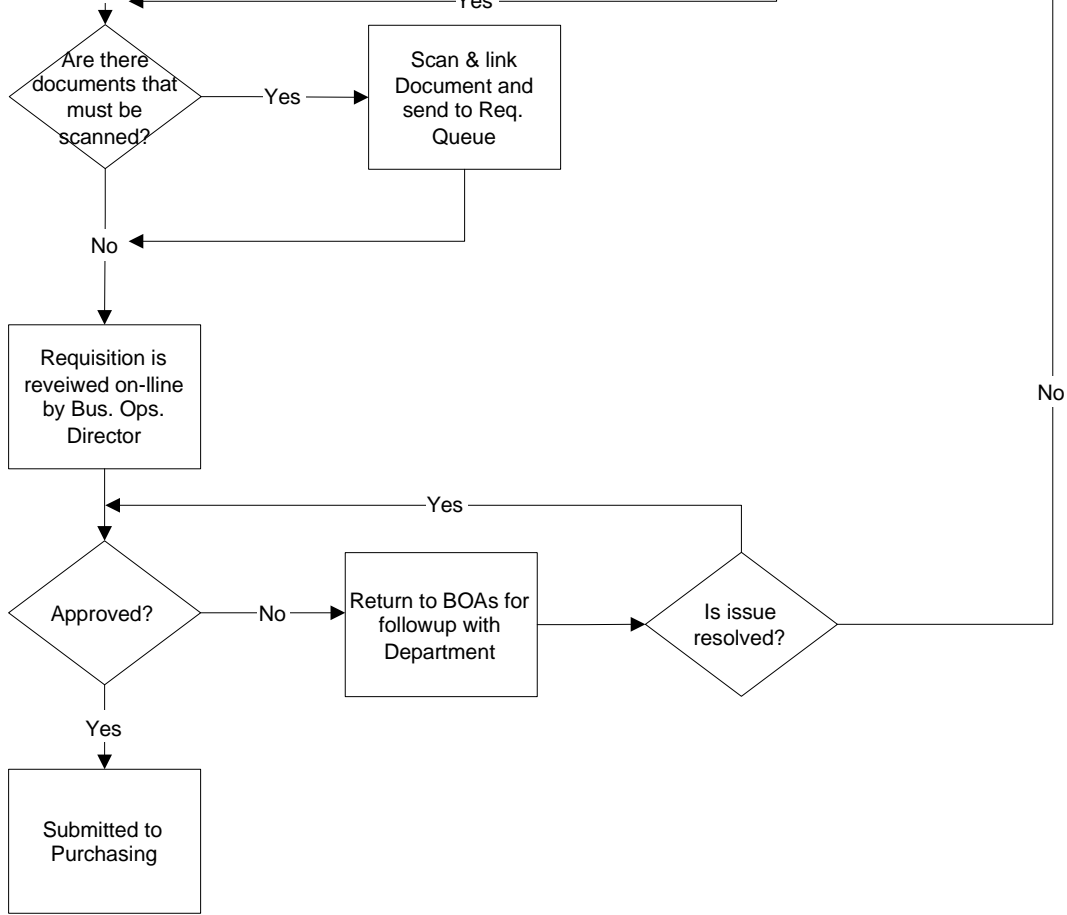 Yes
Are there
documents that
must be
scanned?
Yes
Scan & link
Document and
send to Req.
Queue
No
Requisition is
reveiwed on-lline
by Bus. Ops.
Director
No
Yes
Approved?
No
Return to BOAs for
followup with
Department
Is issue
resolved?
Yes
Submitted to
Purchasing